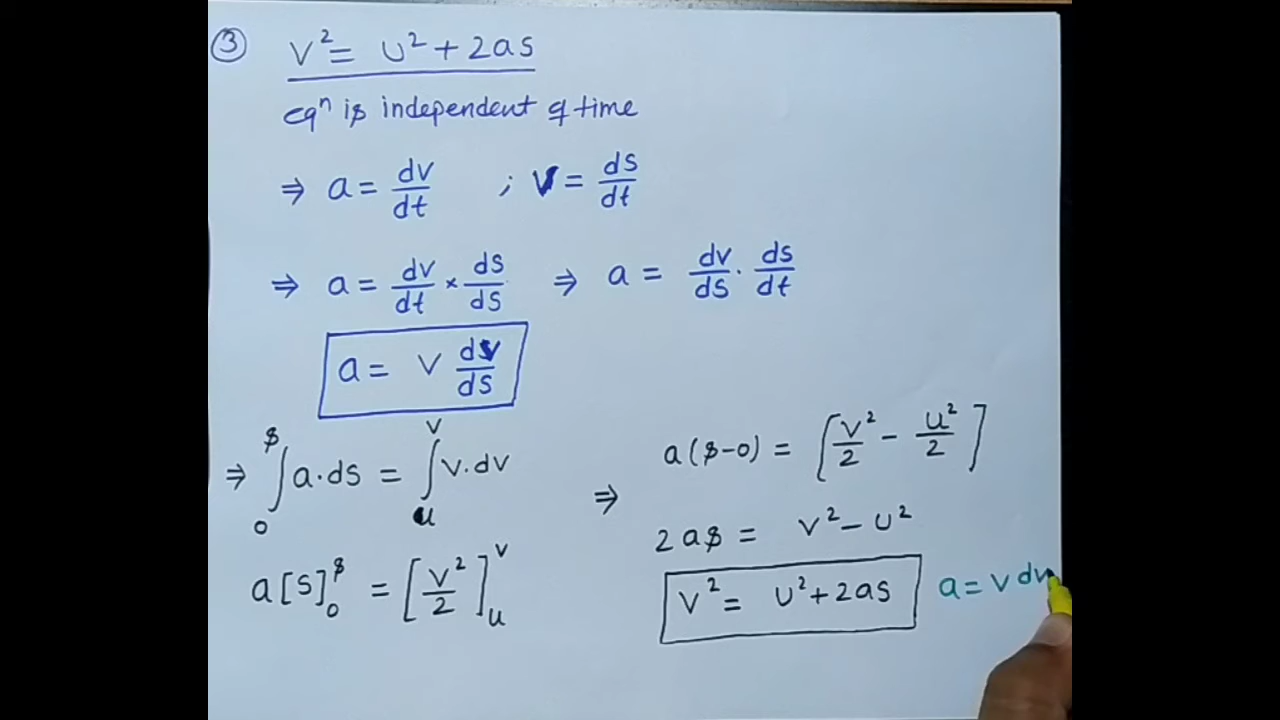 ③ v² = u² + 2as
eqⁿ is independent of time
⇒ a = dv/dt ; v = ds/dt
⇒ a = dv/dt × ds/ds ⇒ a = dv/ds · ds/dt
a = v dv/ds
⇒ ∫₀ˢ a·ds = ∫ᵤᵛ v·dv
a[s]₀ˢ = [v²/2]ᵤᵛ
⇒ a(s-0) = [v²/2 - u²/2]
2as = v² - u²
v² = u² + 2as
a = v dv